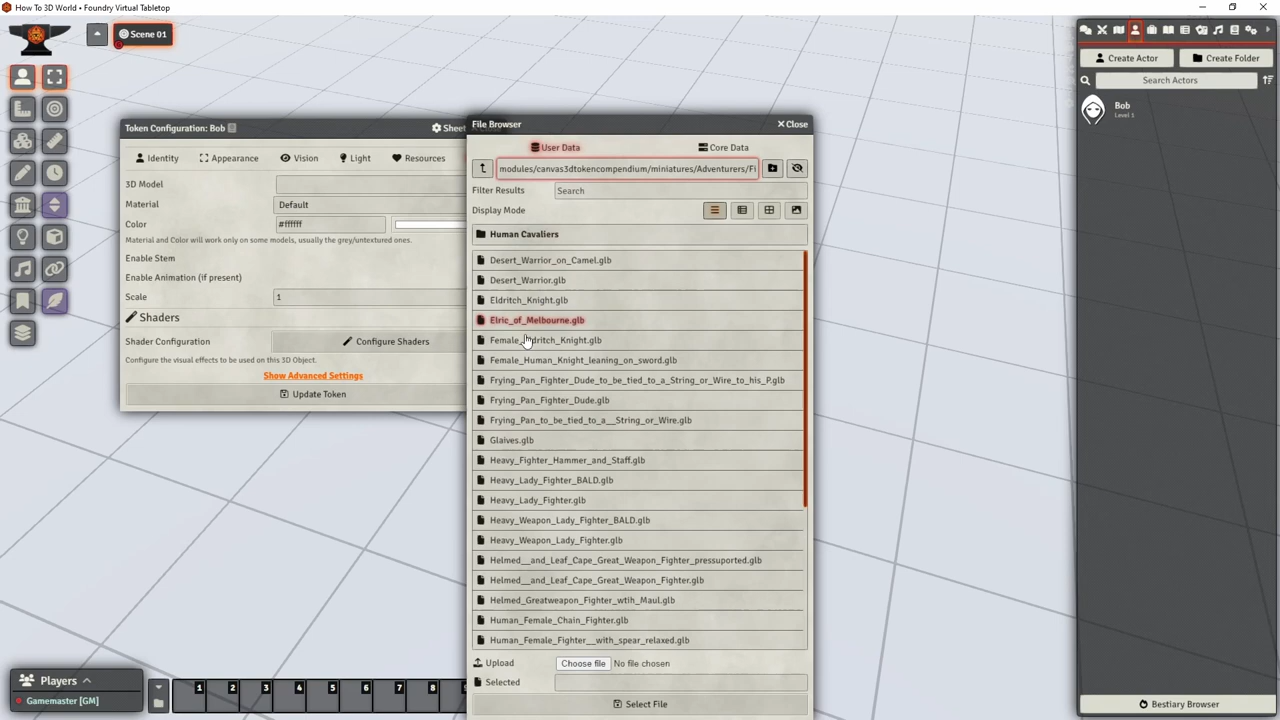 How To 3D World • Foundry Virtual Tabletop
Scene 01
Create Actor
Create Folder
Search Actors
Bob
Level 1
Token Configuration: Bob
Sheet
Identity
Appearance
Vision
Light
Resources
3D Model
Material
Default
Color
#ffffff
Material and Color will work only on some models, usually the grey/untextured ones.
Enable Stem
Enable Animation (if present)
Scale
1
Shaders
Shader Configuration
Configure Shaders
Configure the visual effects to be used on this 3D Object.
Show Advanced Settings
Update Token
File Browser
Close
User Data
Core Data
modules/canvas3dtokencompendium/miniatures/Adventurers/Fi
Filter Results
Search
Display Mode
Human Cavaliers
Desert_Warrior_on_Camel.glb
Desert_Warrior.glb
Eldritch_Knight.glb
Elric_of_Melbourne.glb
Female_Eldritch_Knight.glb
Female_Human_Knight_leaning_on_sword.glb
Frying_Pan_Fighter_Dude_to_be_tied_to_a_String_or_Wire_to_his_P.glb
Frying_Pan_Fighter_Dude.glb
Frying_Pan_to_be_tied_to_a__String_or_Wire.glb
Glaives.glb
Heavy_Fighter_Hammer_and_Staff.glb
Heavy_Lady_Fighter_BALD.glb
Heavy_Lady_Fighter.glb
Heavy_Weapon_Lady_Fighter_BALD.glb
Heavy_Weapon_Lady_Fighter.glb
Helmed__and_Leaf_Cape_Great_Weapon_Fighter_pressuported.glb
Helmed__and_Leaf_Cape_Great_Weapon_Fighter.glb
Helmed_Greatweapon_Fighter_wtih_Maul.glb
Human_Female_Chain_Fighter.glb
Human_Female_Fighter__with_spear_relaxed.glb
Upload
Choose file
No file chosen
Selected
Select File
Players
Gamemaster [GM]
1
2
3
4
5
6
7
8
Bestiary Browser